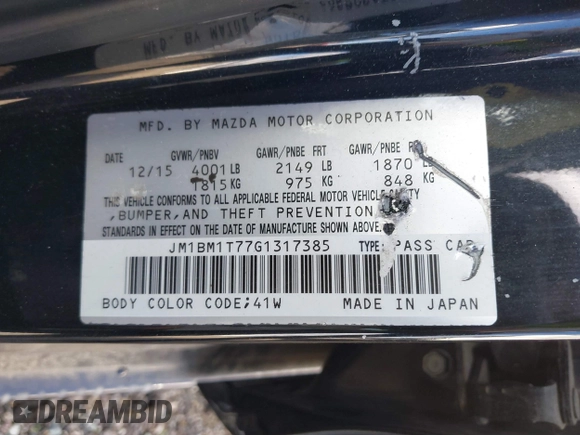 MFD. BY MAZDA MOTOR CORPORATION
DATE GVWR/PNBV GAWR/PNBE FRT GAWR/PNBE RR
12/15 4001 LB 2149 LB 1870 LB
1815 KG 975 KG 848 KG
THIS VEHICLE CONFORMS TO ALL APPLICABLE FEDERAL MOTOR VEHICLE SAFETY
,BUMPER,AND THEFT PREVENTION
STANDARDS IN EFFECT ON THE DATE OF MANUFACTURE SHOWN ABOVE.
JM1BM1T77G1317385 TYPE: PASS CAR
BODY COLOR CODE;41W MADE IN JAPAN
DREAMBID